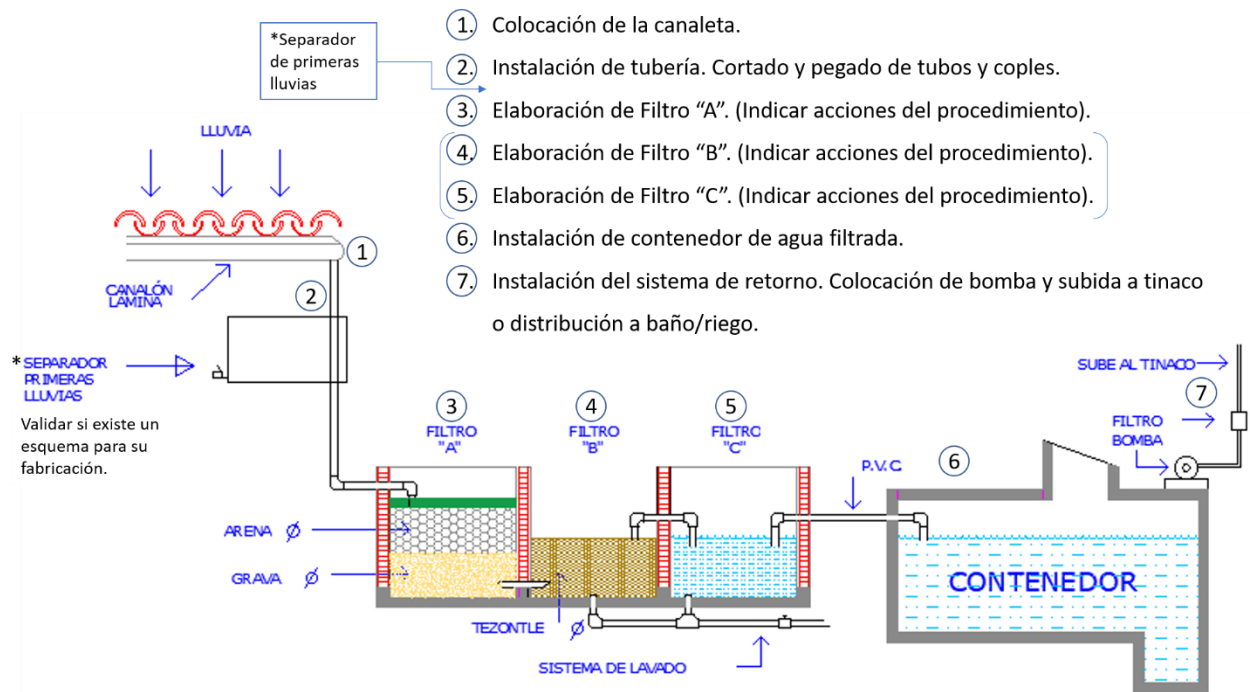 *Separador
de primeras
lluvias
1. Colocación de la canaleta.
2. Instalación de tubería. Cortado y pegado de tubos y coples.
3. Elaboración de Filtro “A”. (Indicar acciones del procedimiento).
4. Elaboración de Filtro “B”. (Indicar acciones del procedimiento).
5. Elaboración de Filtro “C”. (Indicar acciones del procedimiento).
6. Instalación de contenedor de agua filtrada.
7. Instalación del sistema de retorno. Colocación de bomba y subida a tinaco
o distribución a baño/riego.
LLUVIA
1
CANALÓN
LAMINA
2
*SEPARADOR
PRIMERAS
LLUVIAS
Validar si existe un
esquema para su
fabricación.
3
FILTRO
"A"
4
FILTRO
"B"
5
FILTRO
"C"
P.V.C.
6
SUBE AL TINACO
7
FILTRO
BOMBA
ARENA Ø
GRAVA Ø
TEZONTLE Ø
SISTEMA DE LAVADO
CONTENEDOR